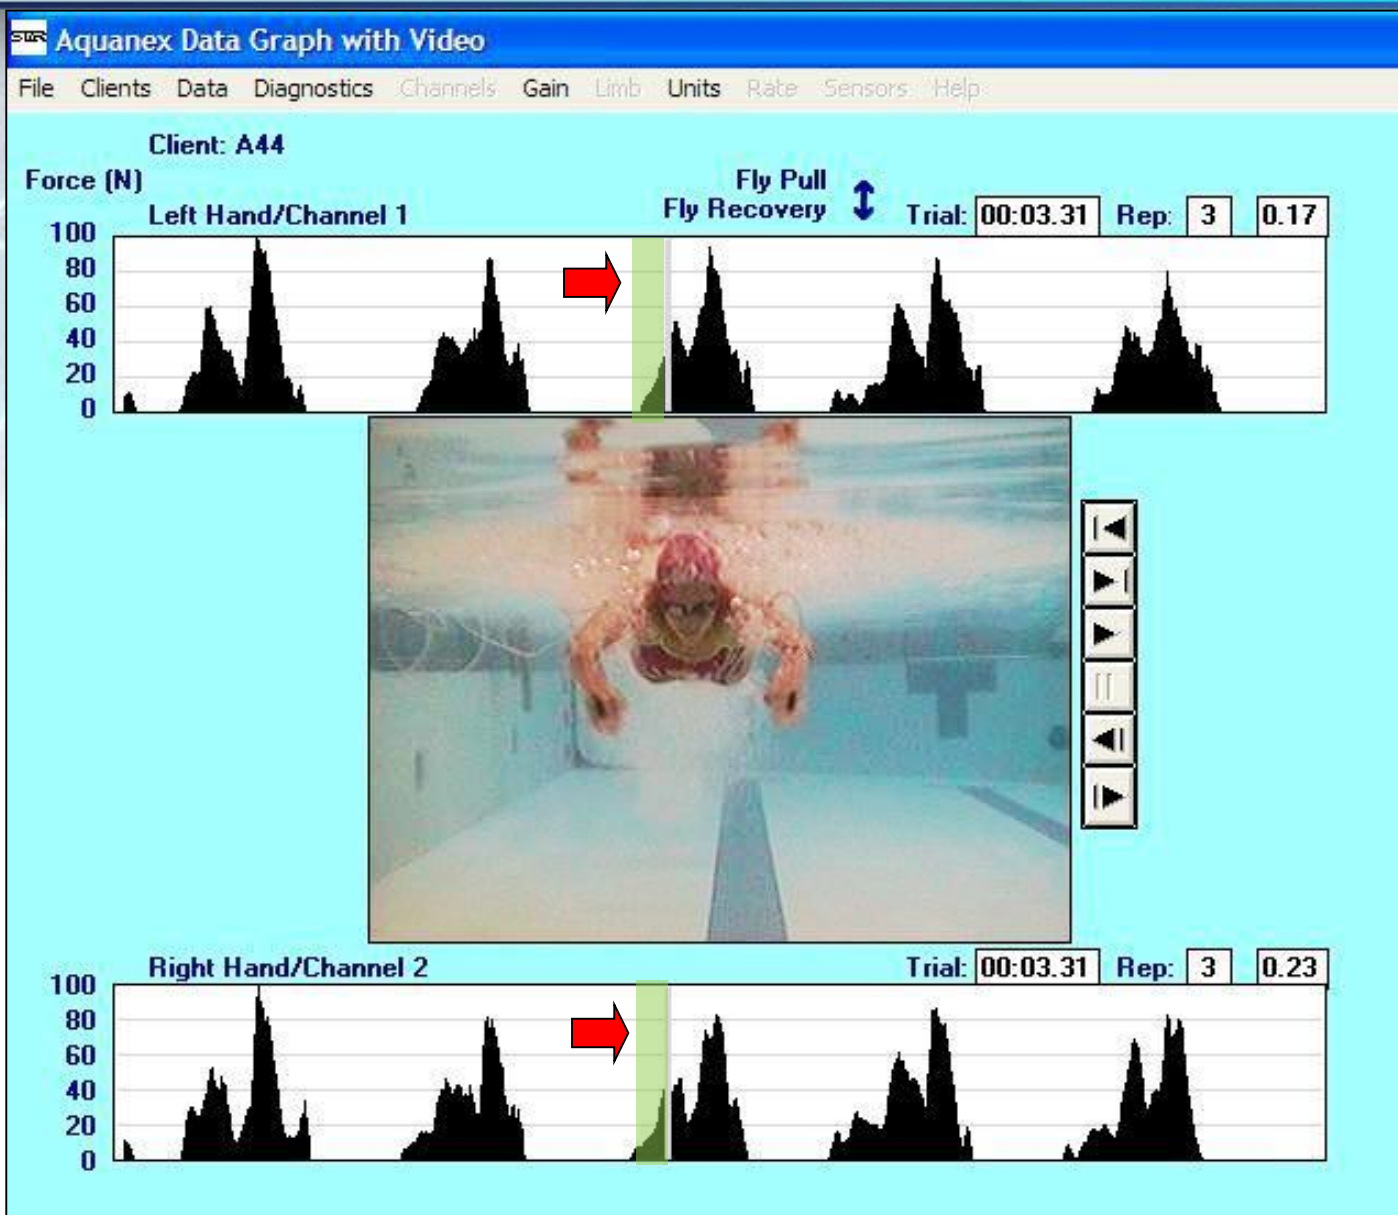 STAR Aquanex Data Graph with Video
File Clients Data Diagnostics Channels Gain Limb Units Rate Sensors Help
Client: A44
Force (N)
Fly Pull
Fly Recovery
Left Hand/Channel 1
Trial: 00:03.31 Rep: 3 0.17
100
80
60
40
20
0
Right Hand/Channel 2
Trial: 00:03.31 Rep: 3 0.23
100
80
60
40
20
0